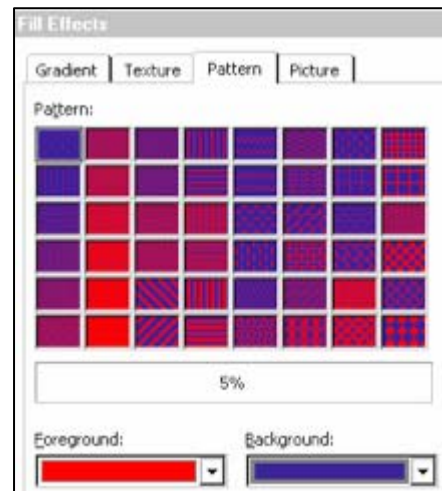 Fill Effects
Gradient Texture Pattern Picture
Pattern:
5%
Foreground: Background: